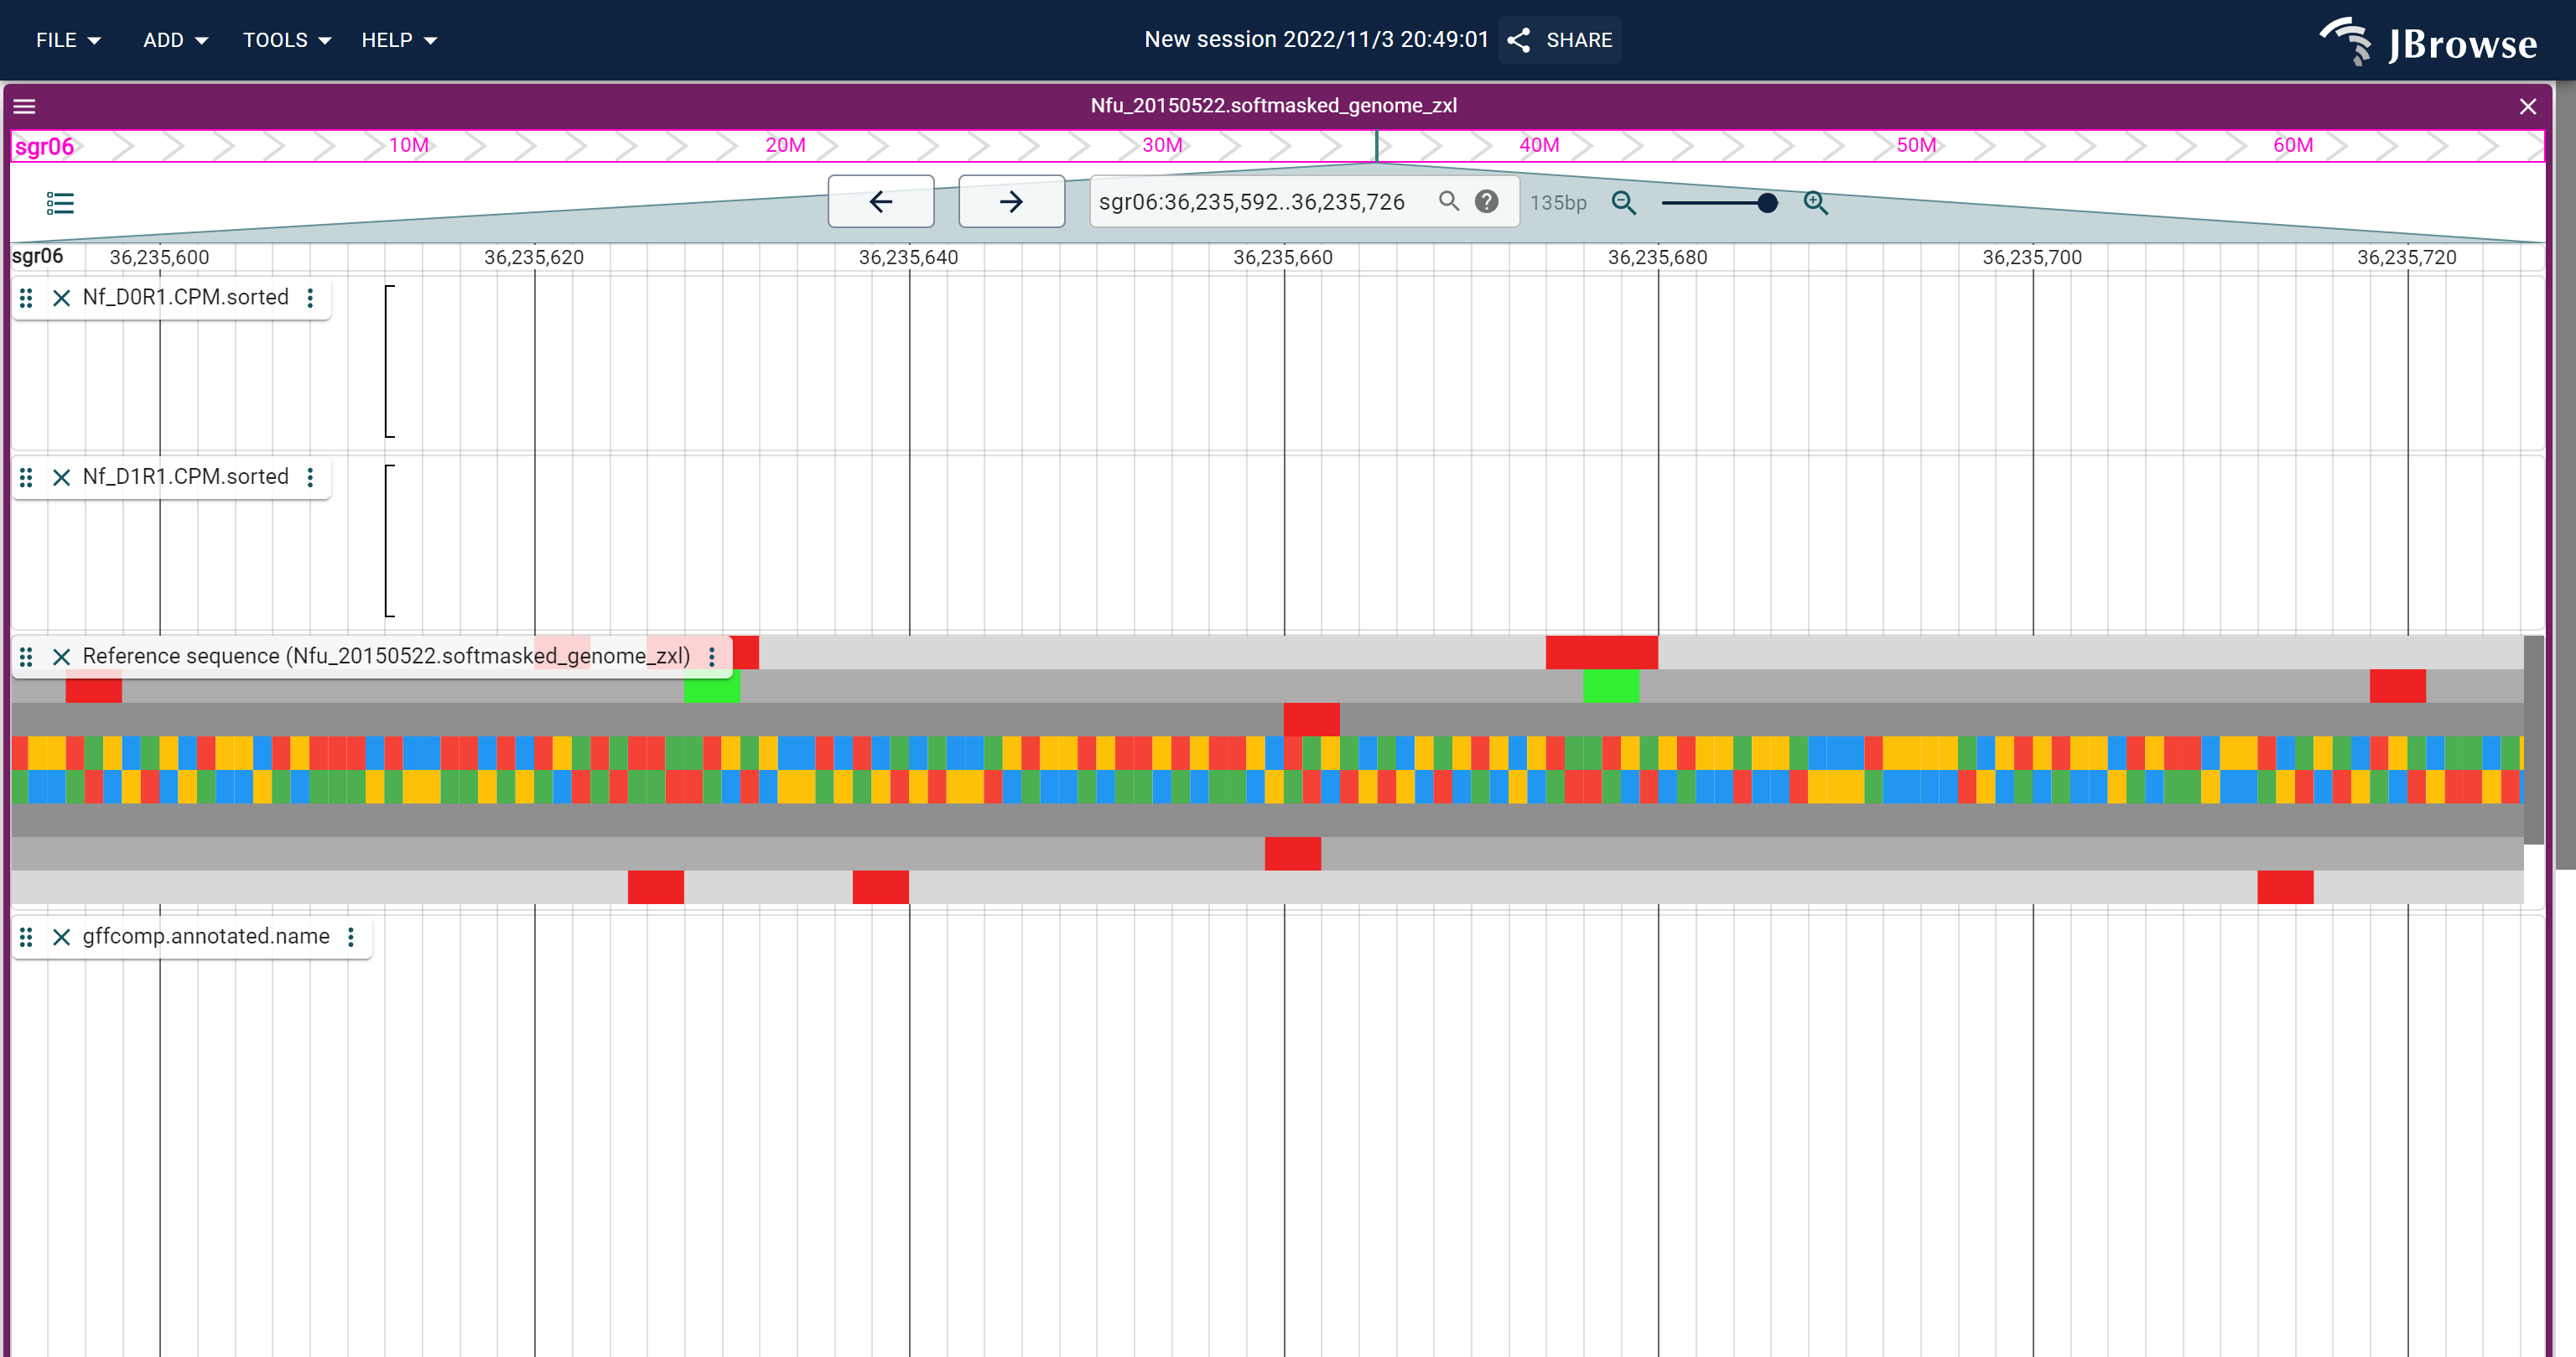 FILE ADD TOOLS HELP New session 2022/11/3 20:49:01 SHARE JBrowse
Nfu_20150522.softmasked_genome_zxl
sgr06 10M 20M 30M 40M 50M 60M
sgr06:36,235,592..36,235,726 ? 135bp
sgr06 36,235,600 36,235,620 36,235,640 36,235,660 36,235,680 36,235,700 36,235,720
Nf_D0R1.CPM.sorted
Nf_D1R1.CPM.sorted
Reference sequence (Nfu_20150522.softmasked_genome_zxl)
gffcomp.annotated.name